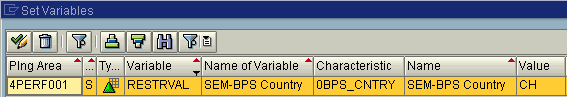 Set Variables
Plng Area ... Ty... Variable Name of Variable Characteristic Name Value
4PERF001 S RESTRVAL SEM-BPS Country 0BPS_CNTRY SEM-BPS Country CH